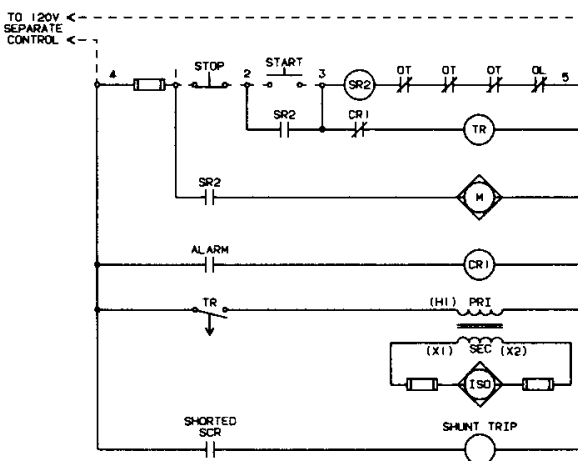 TO 120V
SEPARATE
CONTROL
4
1
STOP
2
START
3
SR2
OT
OT
OT
OL
5
SR2
CR1
TR
SR2
M
ALARM
CR1
TR
(H1) PRI
(X1) SEC (X2)
ISO
SHORTED
SCR
SHUNT TRIP